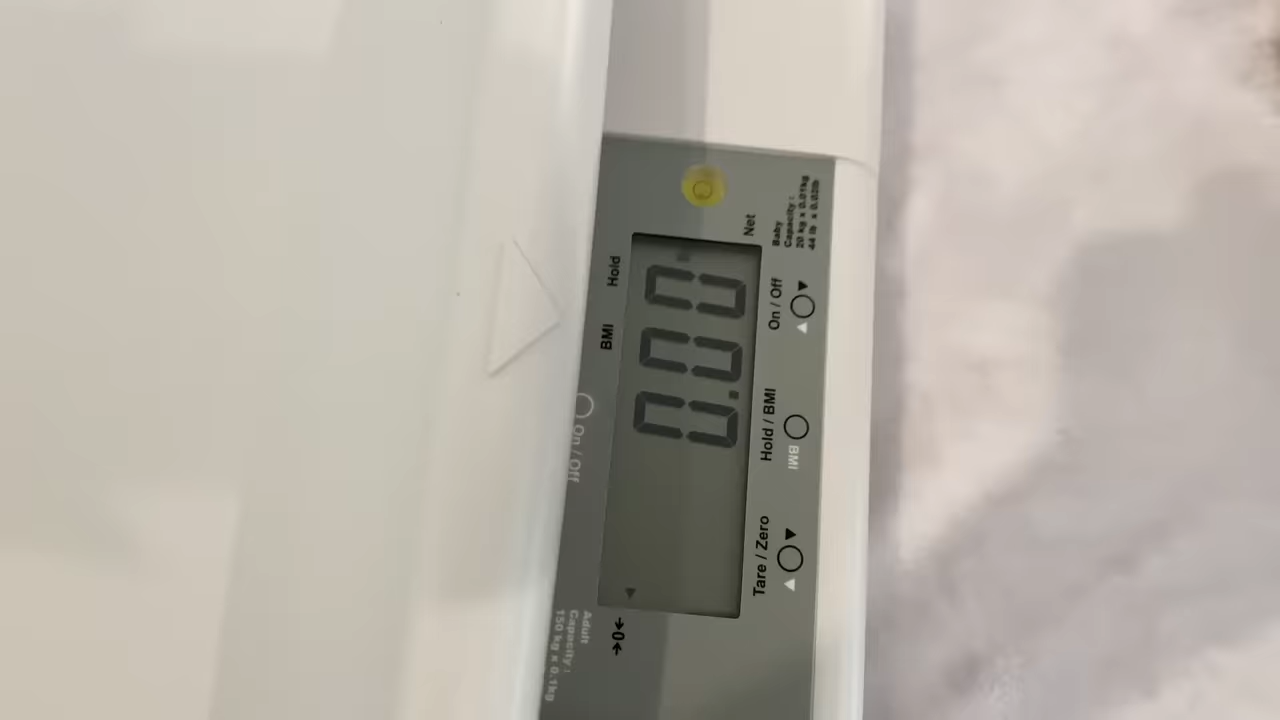 Hold
BMI
→0←
0.00
Net
Baby
Capacity :
20 kg x 0.01kg
44 lb x 0.02lb
On / Off
Hold / BMI
BMI
Tare / Zero
On / Off
Adult
Capacity :
150 kg x 0.1kg